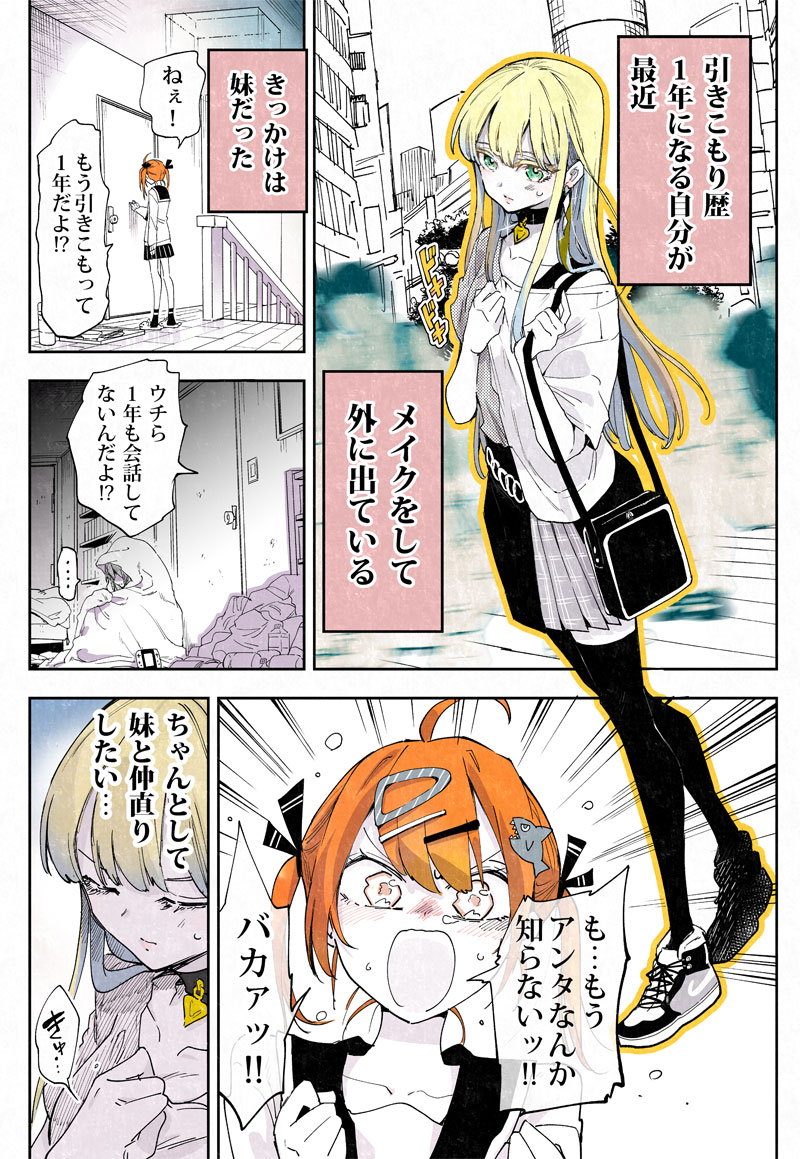 引きこもり歴
1年になる自分が
最近
ドキ
ドキ
メイクをして
外に出ている
きっかけは
妹だった
ねぇ!
もう引きこもって
1年だよ!?
ウチら
1年も会話して
ないんだよ!?
‥‥
も…もう
アンタなんか
知らないッ!!
バカァッ!!
ちゃんとして
妹と仲直り
したい…
きゅ…